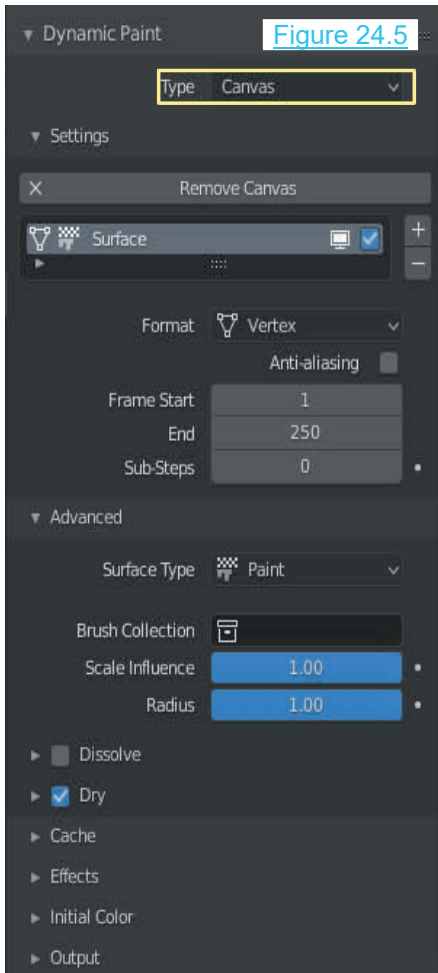 Dynamic Paint
Figure 24.5
Type Canvas
Settings
Remove Canvas
Surface
Format Vertex
Anti-aliasing
Frame Start 1
End 250
Sub-Steps 0
Advanced
Surface Type Paint
Brush Collection
Scale Influence 1.00
Radius 1.00
Dissolve
Dry
Cache
Effects
Initial Color
Output